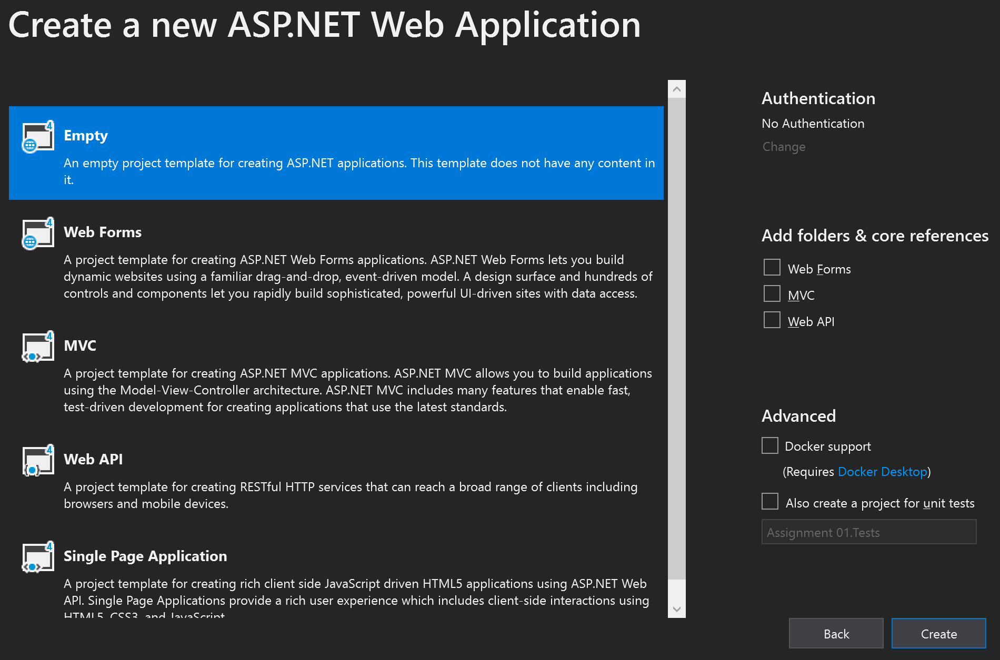 Create a new ASP.NET Web Application
Empty
An empty project template for creating ASP.NET applications. This template does not have any content in
it.
Web Forms
A project template for creating ASP.NET Web Forms applications. ASP.NET Web Forms lets you build
dynamic websites using a familiar drag-and-drop, event-driven model. A design surface and hundreds of
controls and components let you rapidly build sophisticated, powerful UI-driven sites with data access.
MVC
A project template for creating ASP.NET MVC applications. ASP.NET MVC allows you to build applications
using the Model-View-Controller architecture. ASP.NET MVC includes many features that enable fast,
test-driven development for creating applications that use the latest standards.
Web API
A project template for creating RESTful HTTP services that can reach a broad range of clients including
browsers and mobile devices.
Single Page Application
A project template for creating rich client side JavaScript driven HTML5 applications using ASP.NET Web
API. Single Page Applications provide a rich user experience which includes client-side interactions using
HTML5, CSS3, and JavaScript
Authentication
No Authentication
Change
Add folders & core references
Web Forms
MVC
Web API
Advanced
Docker support
(Requires Docker Desktop)
Also create a project for unit tests
Assignment 01.Tests
Back
Create